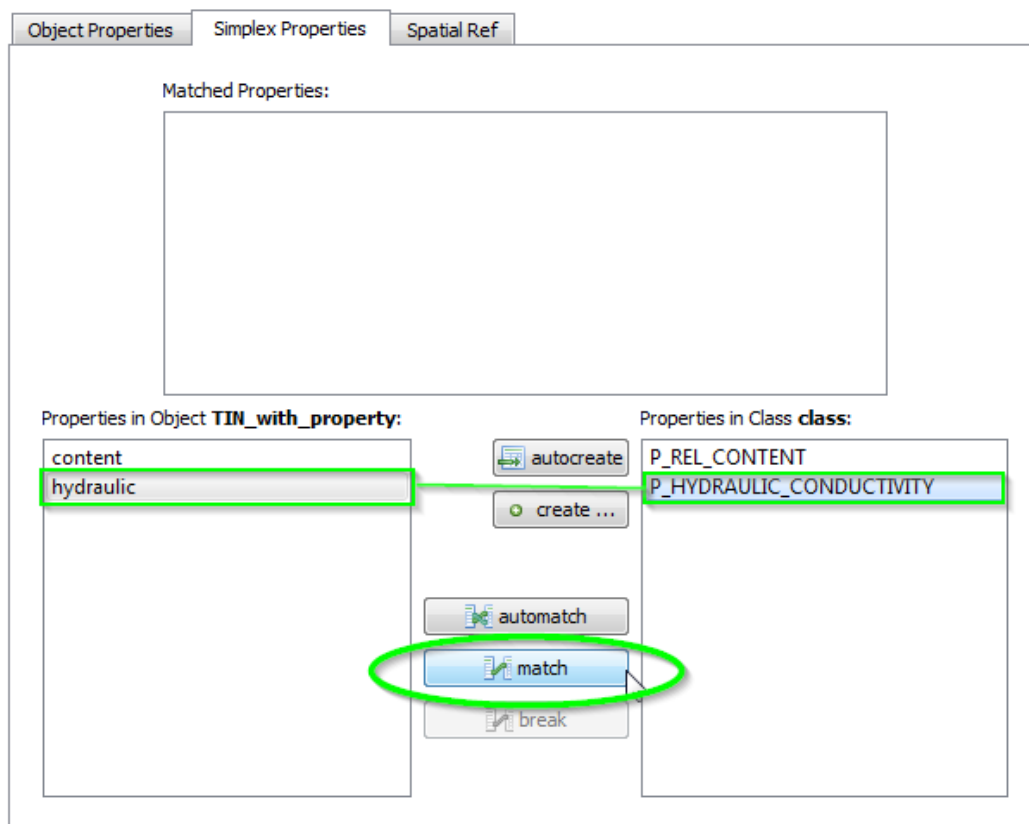 Object Properties
Simplex Properties
Spatial Ref
Matched Properties:
Properties in Object TIN_with_property:
content
hydraulic
autocreate
create ...
automatch
match
break
Properties in Class class:
P_REL_CONTENT
P_HYDRAULIC_CONDUCTIVITY